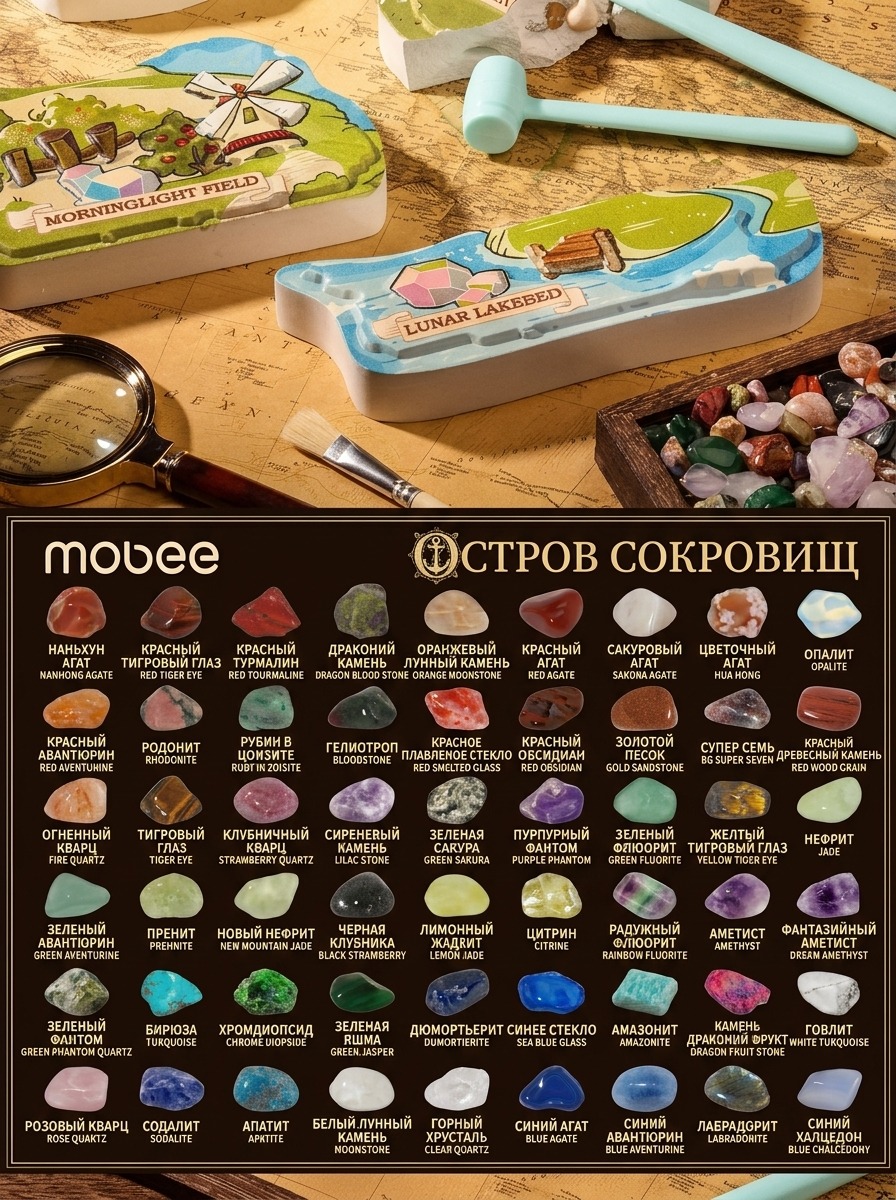 MORNINGLIGHT FIELD
LUNAR LAKEBED
mobee
ОСТРОВ СОКРОВИЩ
НАНЬХУН АГАТ
NANHONG AGATE
КРАСНЫЙ ТИГРОВЫЙ ГЛАЗ
RED TIGER EYE
КРАСНЫЙ ТУРМАЛИН
RED TOURMALINE
ДРАКОНИЙ КАМЕНЬ
DRAGON BLOOD STONE
ОРАНЖЕВЫЙ ЛУННЫЙ КАМЕНЬ
ORANGE MOONSTONE
КРАСНЫЙ АГАТ
RED AGATE
САКУРОВЫЙ АГАТ
SAKONA AGATE
ЦВЕТОЧНЫЙ АГАТ
HUA HONG
ОПАЛИТ
OPALITE
КРАСНЫЙ АВАНТЮРИН
RED AVENTURINE
РОДОНИТ
RHODONITE
РУБИН В ЦОИSИТЕ
RUBY IN ZOISITE
ГЕЛИОТРОП
BLOODSTONE
КРАСНОЕ ПЛАВЛЕНОЕ СТЕКЛО
RED SMELTED GLASS
КРАСНЫЙ ОБСИДИАН
RED OBSIDIAN
ЗОЛОТОЙ ПЕСОК
GOLD SANDSTONE
СУПЕР СЕМЬ
BG SUPER SEVEN
КРАСНЫЙ ДРЕВЕСНЫЙ КАМЕНЬ
RED WOOD GRAIN
ОГНЕННЫЙ КВАРЦ
FIRE QUARTZ
ТИГРОВЫЙ ГЛАЗ
TIGER EYE
КЛУБНИЧНЫЙ КВАРЦ
STRAWBERRY QUARTZ
СИРЕНЕВЫЙ КАМЕНЬ
LILAC STONE
ЗЕЛЕНАЯ САКУРА
GREEN SAKURA
ПУРПУРНЫЙ ФАНТОМ
PURPLE PHANTOM
ЗЕЛЕНЫЙ ФЛЮОРИТ
GREEN FLUORITE
ЖЕЛТЫЙ ТИГРОВЫЙ ГЛАЗ
YELLOW TIGER EYE
НЕФРИТ
JADE
ЗЕЛЕНЫЙ АВАНТЮРИН
GREEN AVENTURINE
ПРЕНИТ
PREHNITE
НОВЫЙ НЕФРИТ
NEW MOUNTAIN JADE
ЧЕРНАЯ КЛУБНИКА
BLACK STRAMBERRY
ЛИМОННЫЙ ЖАДЕИТ
LEMON JADE
ЦИТРИН
CITRINE
РАДУЖНЫЙ ФЛЮОРИТ
RAINBOW FLUORITE
АМЕТИСТ
AMETHYST
ФАНТАЗИЙНЫЙ АМЕТИСТ
DREAM AMETHYST
ЗЕЛЕНЫЙ ФАНТОМ
GREEN PHANTOM QUARTZ
БИРЮЗА
TURQUOISE
ХРОМДИОПСИД
CHROME DIOPSIDE
ЗЕЛЕНАЯ ЯШМА
GREEN JASPER
ДЮМОРТЬЕРИТ
DUMORTIERITE
СИНЕЕ СТЕКЛО
SEA BLUE GLASS
АМАЗОНИТ
AMAZONITE
КАМЕНЬ ДРАКОНИЙ ФРУКТ
DRAGON FRUIT STONE
ГОВЛИТ
WHITE TURQUOISE
РОЗОВЫЙ КВАРЦ
ROSE QUARTZ
СОДАЛИТ
SODALITE
АПАТИТ
APATITE
БЕЛЫЙ ЛУННЫЙ КАМЕНЬ
MOONSTONE
ГОРНЫЙ ХРУСТАЛЬ
CLEAR QUARTZ
СИНИЙ АГАТ
BLUE AGATE
СИНИЙ АВАНТЮРИН
BLUE AVENTURINE
ЛАБРАДОРИТ
LABRADORITE
СИНИЙ ХАЛЦЕДОН
BLUE CHALCEDONY